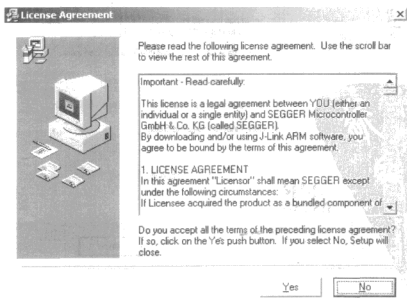 License Agreement
Please read the following license agreement. Use the scroll bar
to view the rest of this agreement.
Important - Read carefully:
This license is a legal agreement between YOU (either an
individual or a single entity) and SEGGER Microcontroller
GmbH & Co. KG (called SEGGER).
By downloading and/or using J-Link ARM software, you
agree to be bound by the terms of this agreement.
1. LICENSE AGREEMENT
In this agreement "Licensor" shall mean SEGGER except
under the following circumstances:
If Licensee acquired the product as a bundled component of
Do you accept all the terms of the preceding license agreement?
If so, click on the Yes push button. If you select No, Setup will
close.
Yes
No